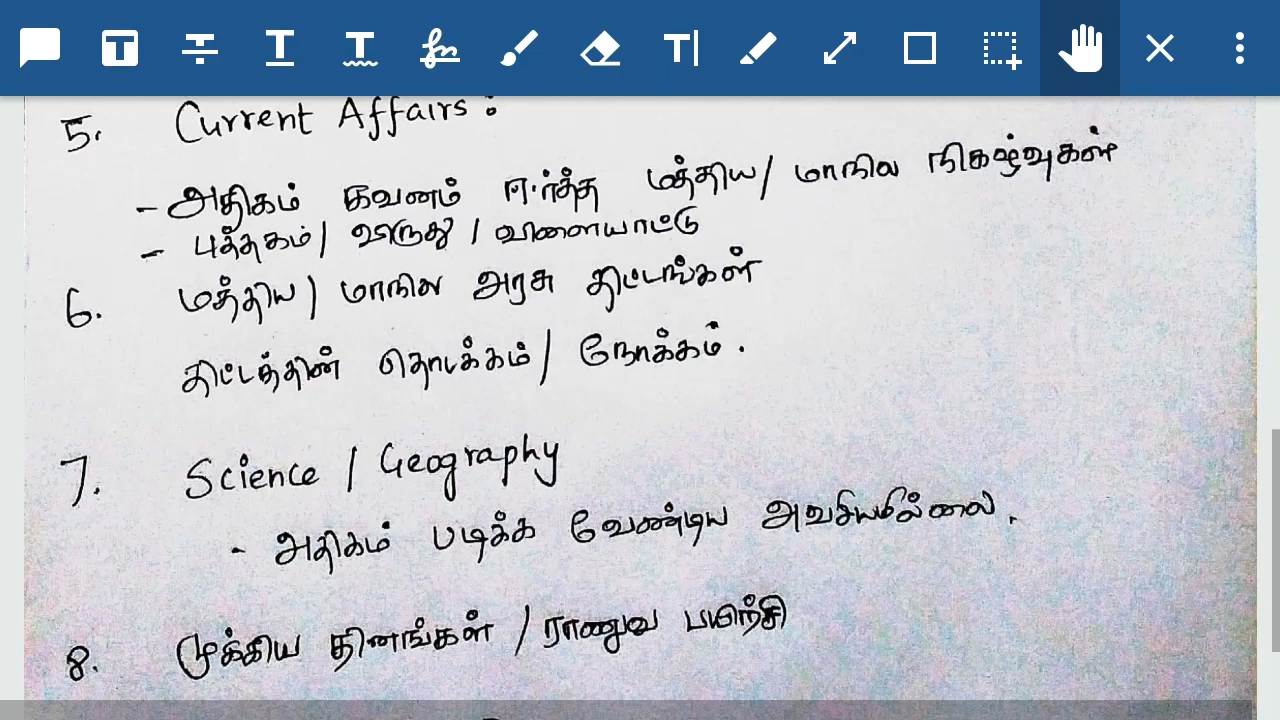 5. Current Affairs :
- அதிகம் கவனம் ஈர்த்த மத்திய/ மாநில நிகழ்வுகள்
- புத்தகம்/ விருது / விளையாட்டு
6. மத்திய/ மாநில அரசு திட்டங்கள்
திட்டத்தின் தொடக்கம்/ நோக்கம்.
7. Science / Geography
- அதிகம் படிக்க வேண்டிய அவசியமில்லை.
8. முக்கிய தினங்கள் / ராணுவ பயிற்சி